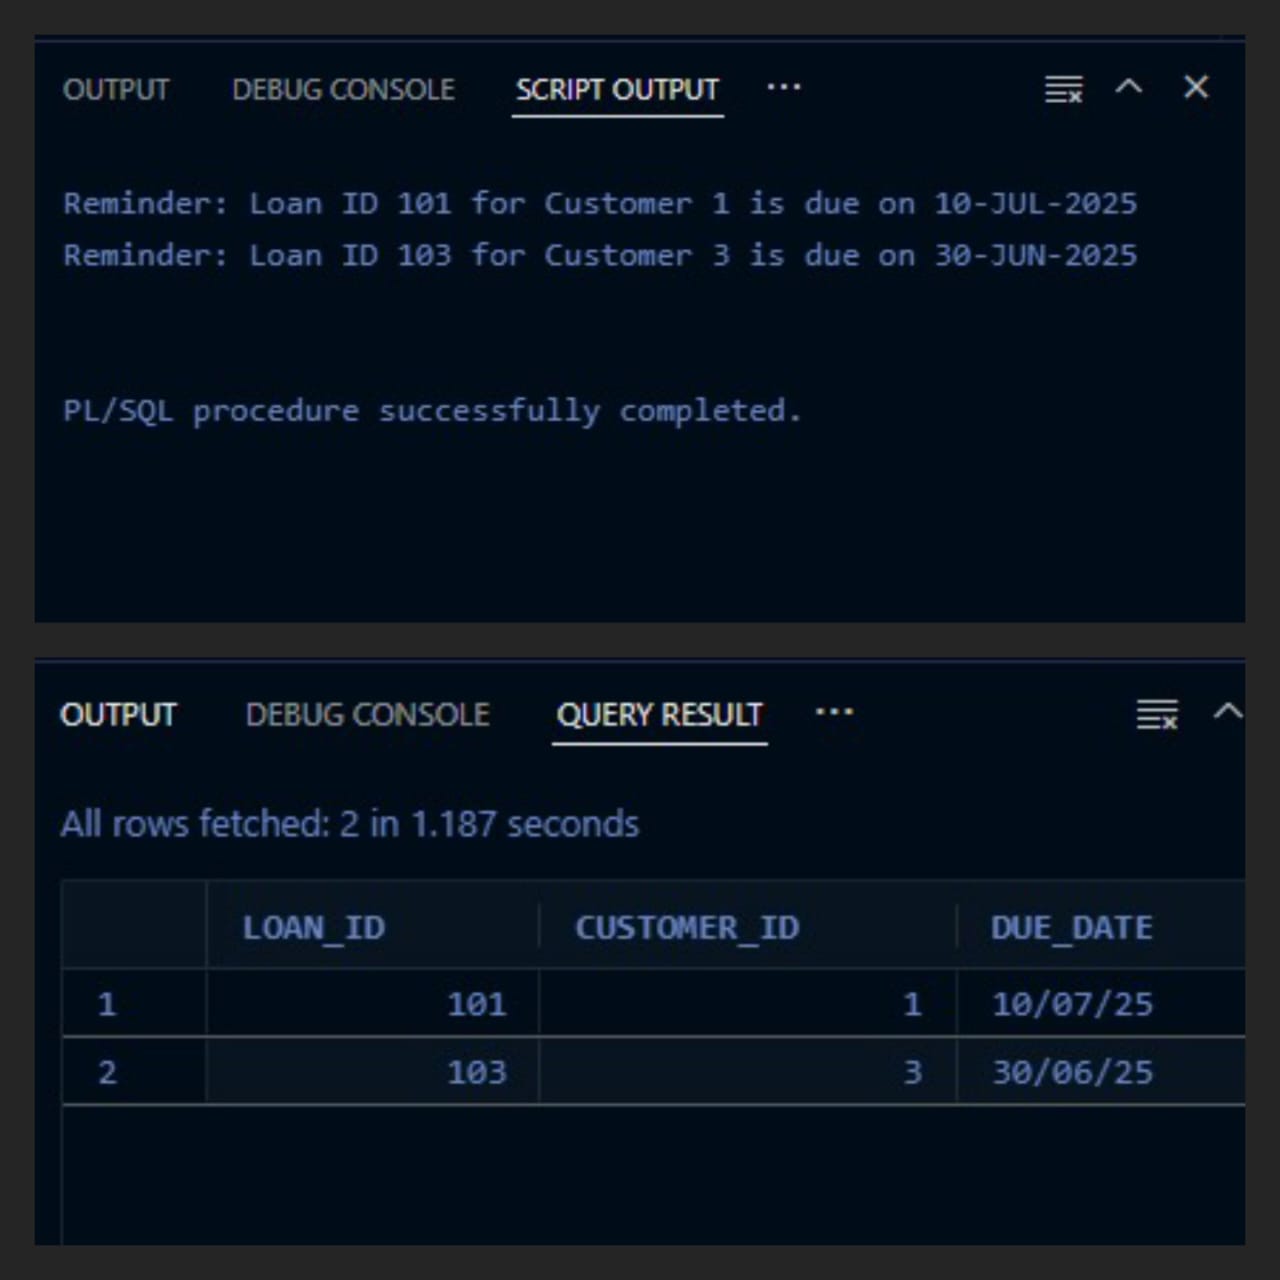 OUTPUT DEBUG CONSOLE SCRIPT OUTPUT ...
Reminder: Loan ID 101 for Customer 1 is due on 10-JUL-2025
Reminder: Loan ID 103 for Customer 3 is due on 30-JUN-2025
PL/SQL procedure successfully completed.
OUTPUT DEBUG CONSOLE QUERY RESULT ...
All rows fetched: 2 in 1.187 seconds
LOAN_ID CUSTOMER_ID DUE_DATE
1 101 1 10/07/25
2 103 3 30/06/25